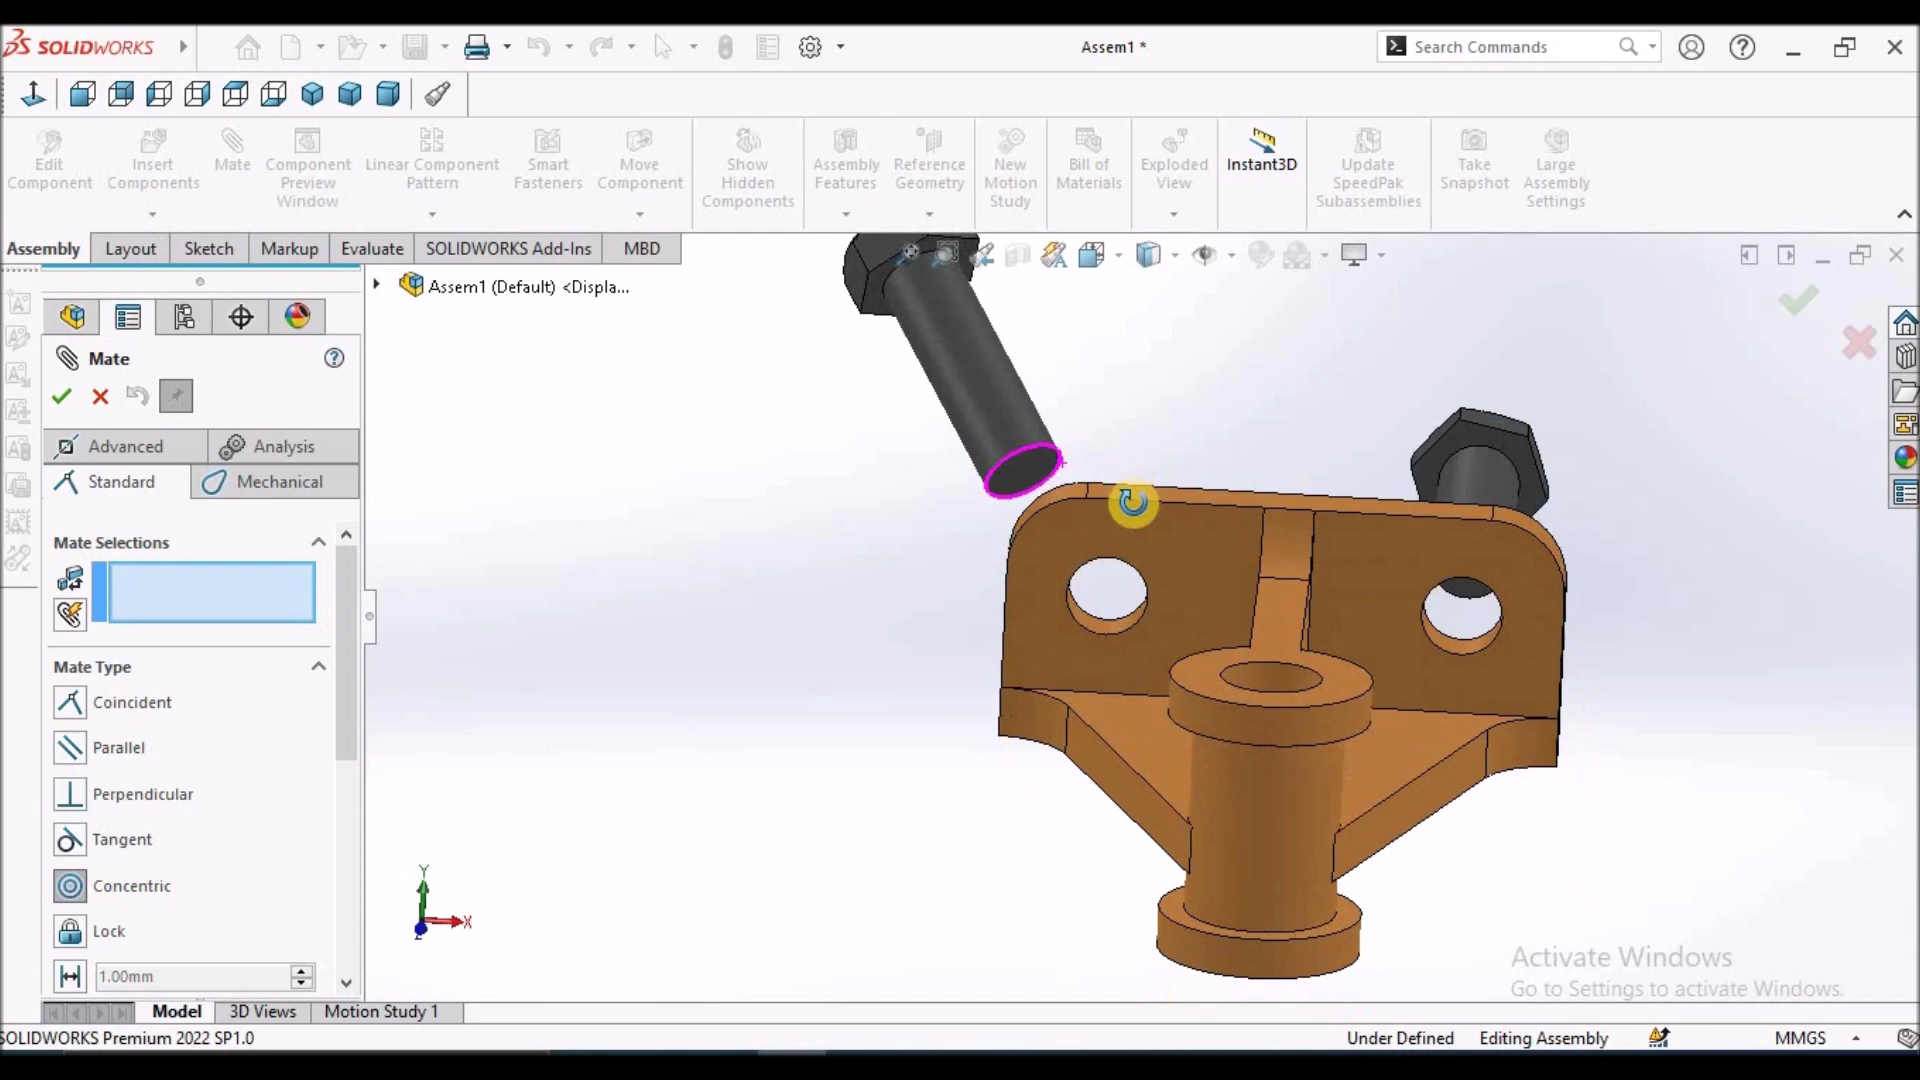 SOLIDWORKS
Assem1 *
Search Commands
Edit Component
Insert Components
Mate
Component Preview Window
Linear Component Pattern
Smart Fasteners
Move Component
Show Hidden Components
Assembly Features
Reference Geometry
New Motion Study
Bill of Materials
Exploded View
Instant3D
Update SpeedPak Subassemblies
Take Snapshot
Large Assembly Settings
Assembly
Layout
Sketch
Markup
Evaluate
SOLIDWORKS Add-Ins
MBD
Assem1 (Default) <Displa...
Mate
Advanced
Analysis
Standard
Mechanical
Mate Selections
Mate Type
Coincident
Parallel
Perpendicular
Tangent
Concentric
Lock
1.00mm
Y
X
Z
Activate Windows
Go to Settings to activate Windows.
Model
3D Views
Motion Study 1
SOLIDWORKS Premium 2022 SP1.0
Under Defined
Editing Assembly
MMGS